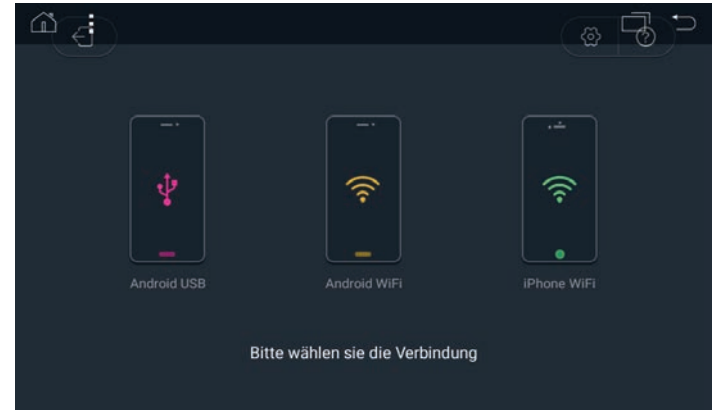 ?
Android USB
Android WiFi
iPhone WiFi
Bitte wählen sie die Verbindung